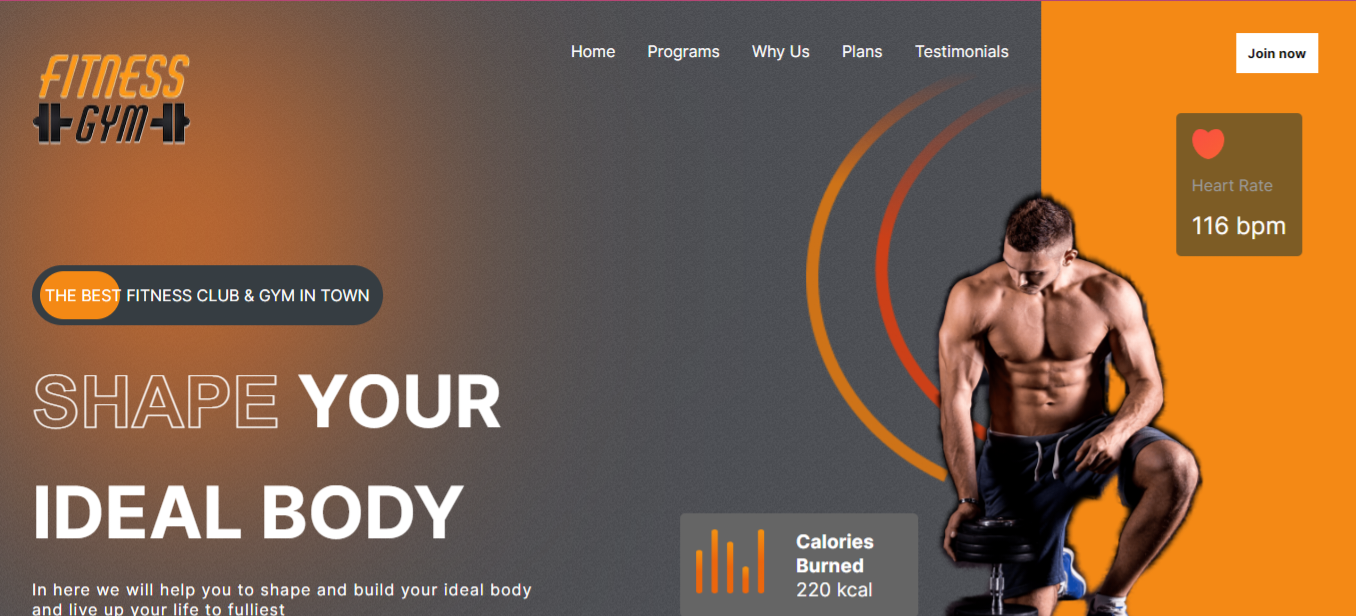 FITNESS
GYM
Home Programs Why Us Plans Testimonials
Join now
Heart Rate
116 bpm
THE BEST FITNESS CLUB & GYM IN TOWN
SHAPE YOUR
IDEAL BODY
Calories
Burned
220 kcal
In here we will help you to shape and build your ideal body
and live up your life to fulliest